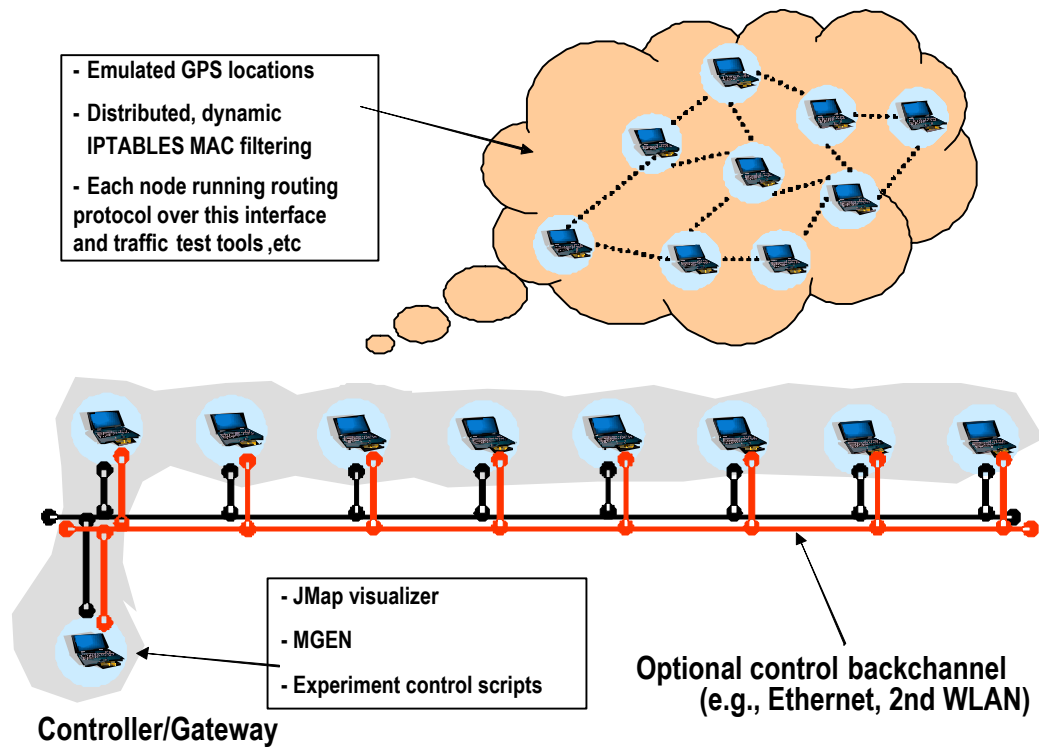 - Emulated GPS locations
- Distributed, dynamic
IPTABLES MAC filtering
- Each node running routing
protocol over this interface
and traffic test tools ,etc
- JMap visualizer
- MGEN
- Experiment control scripts
Optional control backchannel
(e.g., Ethernet, 2nd WLAN)
Controller/Gateway